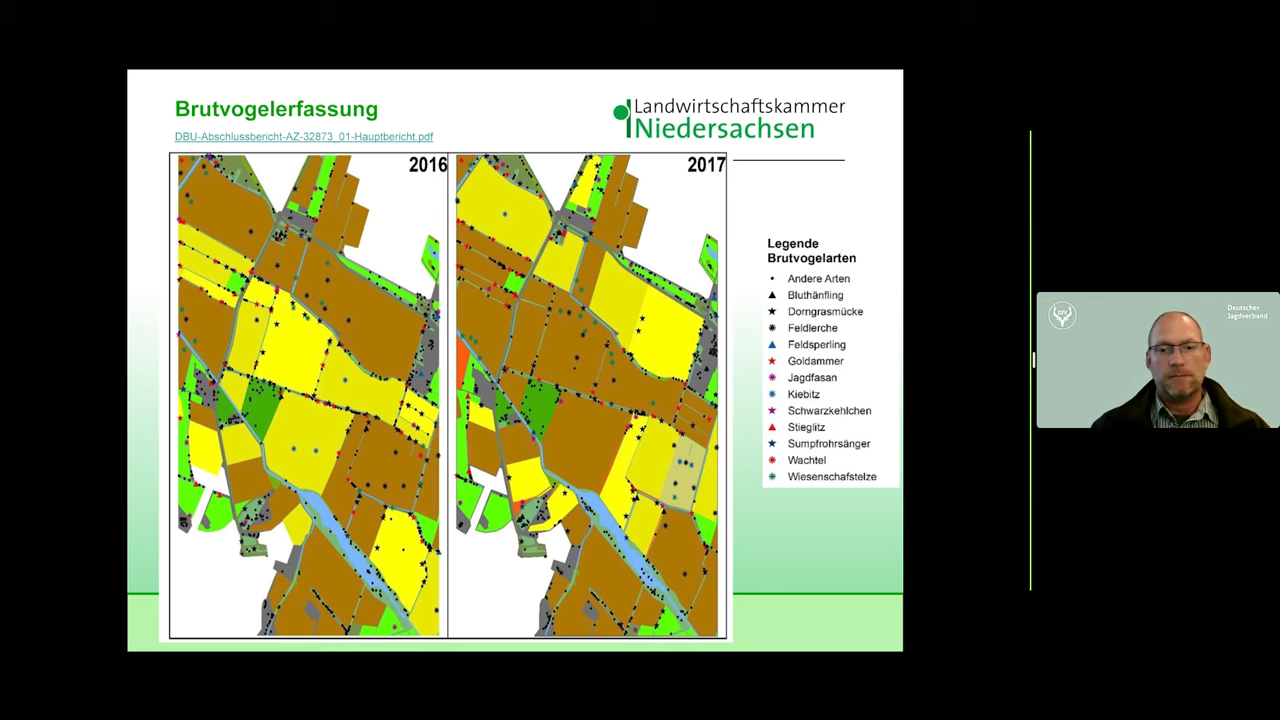 Brutvogelerfassung
DBU-Abschlussbericht-AZ-32873_01-Hauptbericht.pdf
Landwirtschaftskammer
Niedersachsen
2016
2017
Legende
Brutvogelarten
Andere Arten
Bluthänfling
Dorngrasmücke
Feldlerche
Feldsperling
Goldammer
Jagdfasan
Kiebitz
Schwarzkehlchen
Stieglitz
Sumpfrohrsänger
Wachtel
Wiesenschafstelze
DJV
Deutscher
Jagdverband